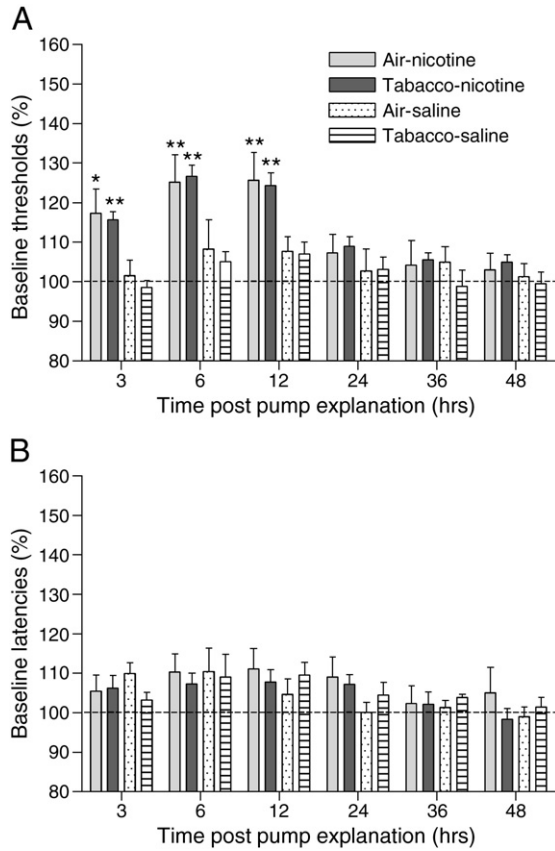 A
160
150
140
130
120
110
100
90
80
Baseline thresholds (%)
Air-nicotine
Tabacco-nicotine
Air-saline
Tabacco-saline
* ** ** ** ** **
3 6 12 24 36 48
Time post pump explanation (hrs)
B
160
150
140
130
120
110
100
90
80
Baseline latencies (%)
3 6 12 24 36 48
Time post pump explanation (hrs)